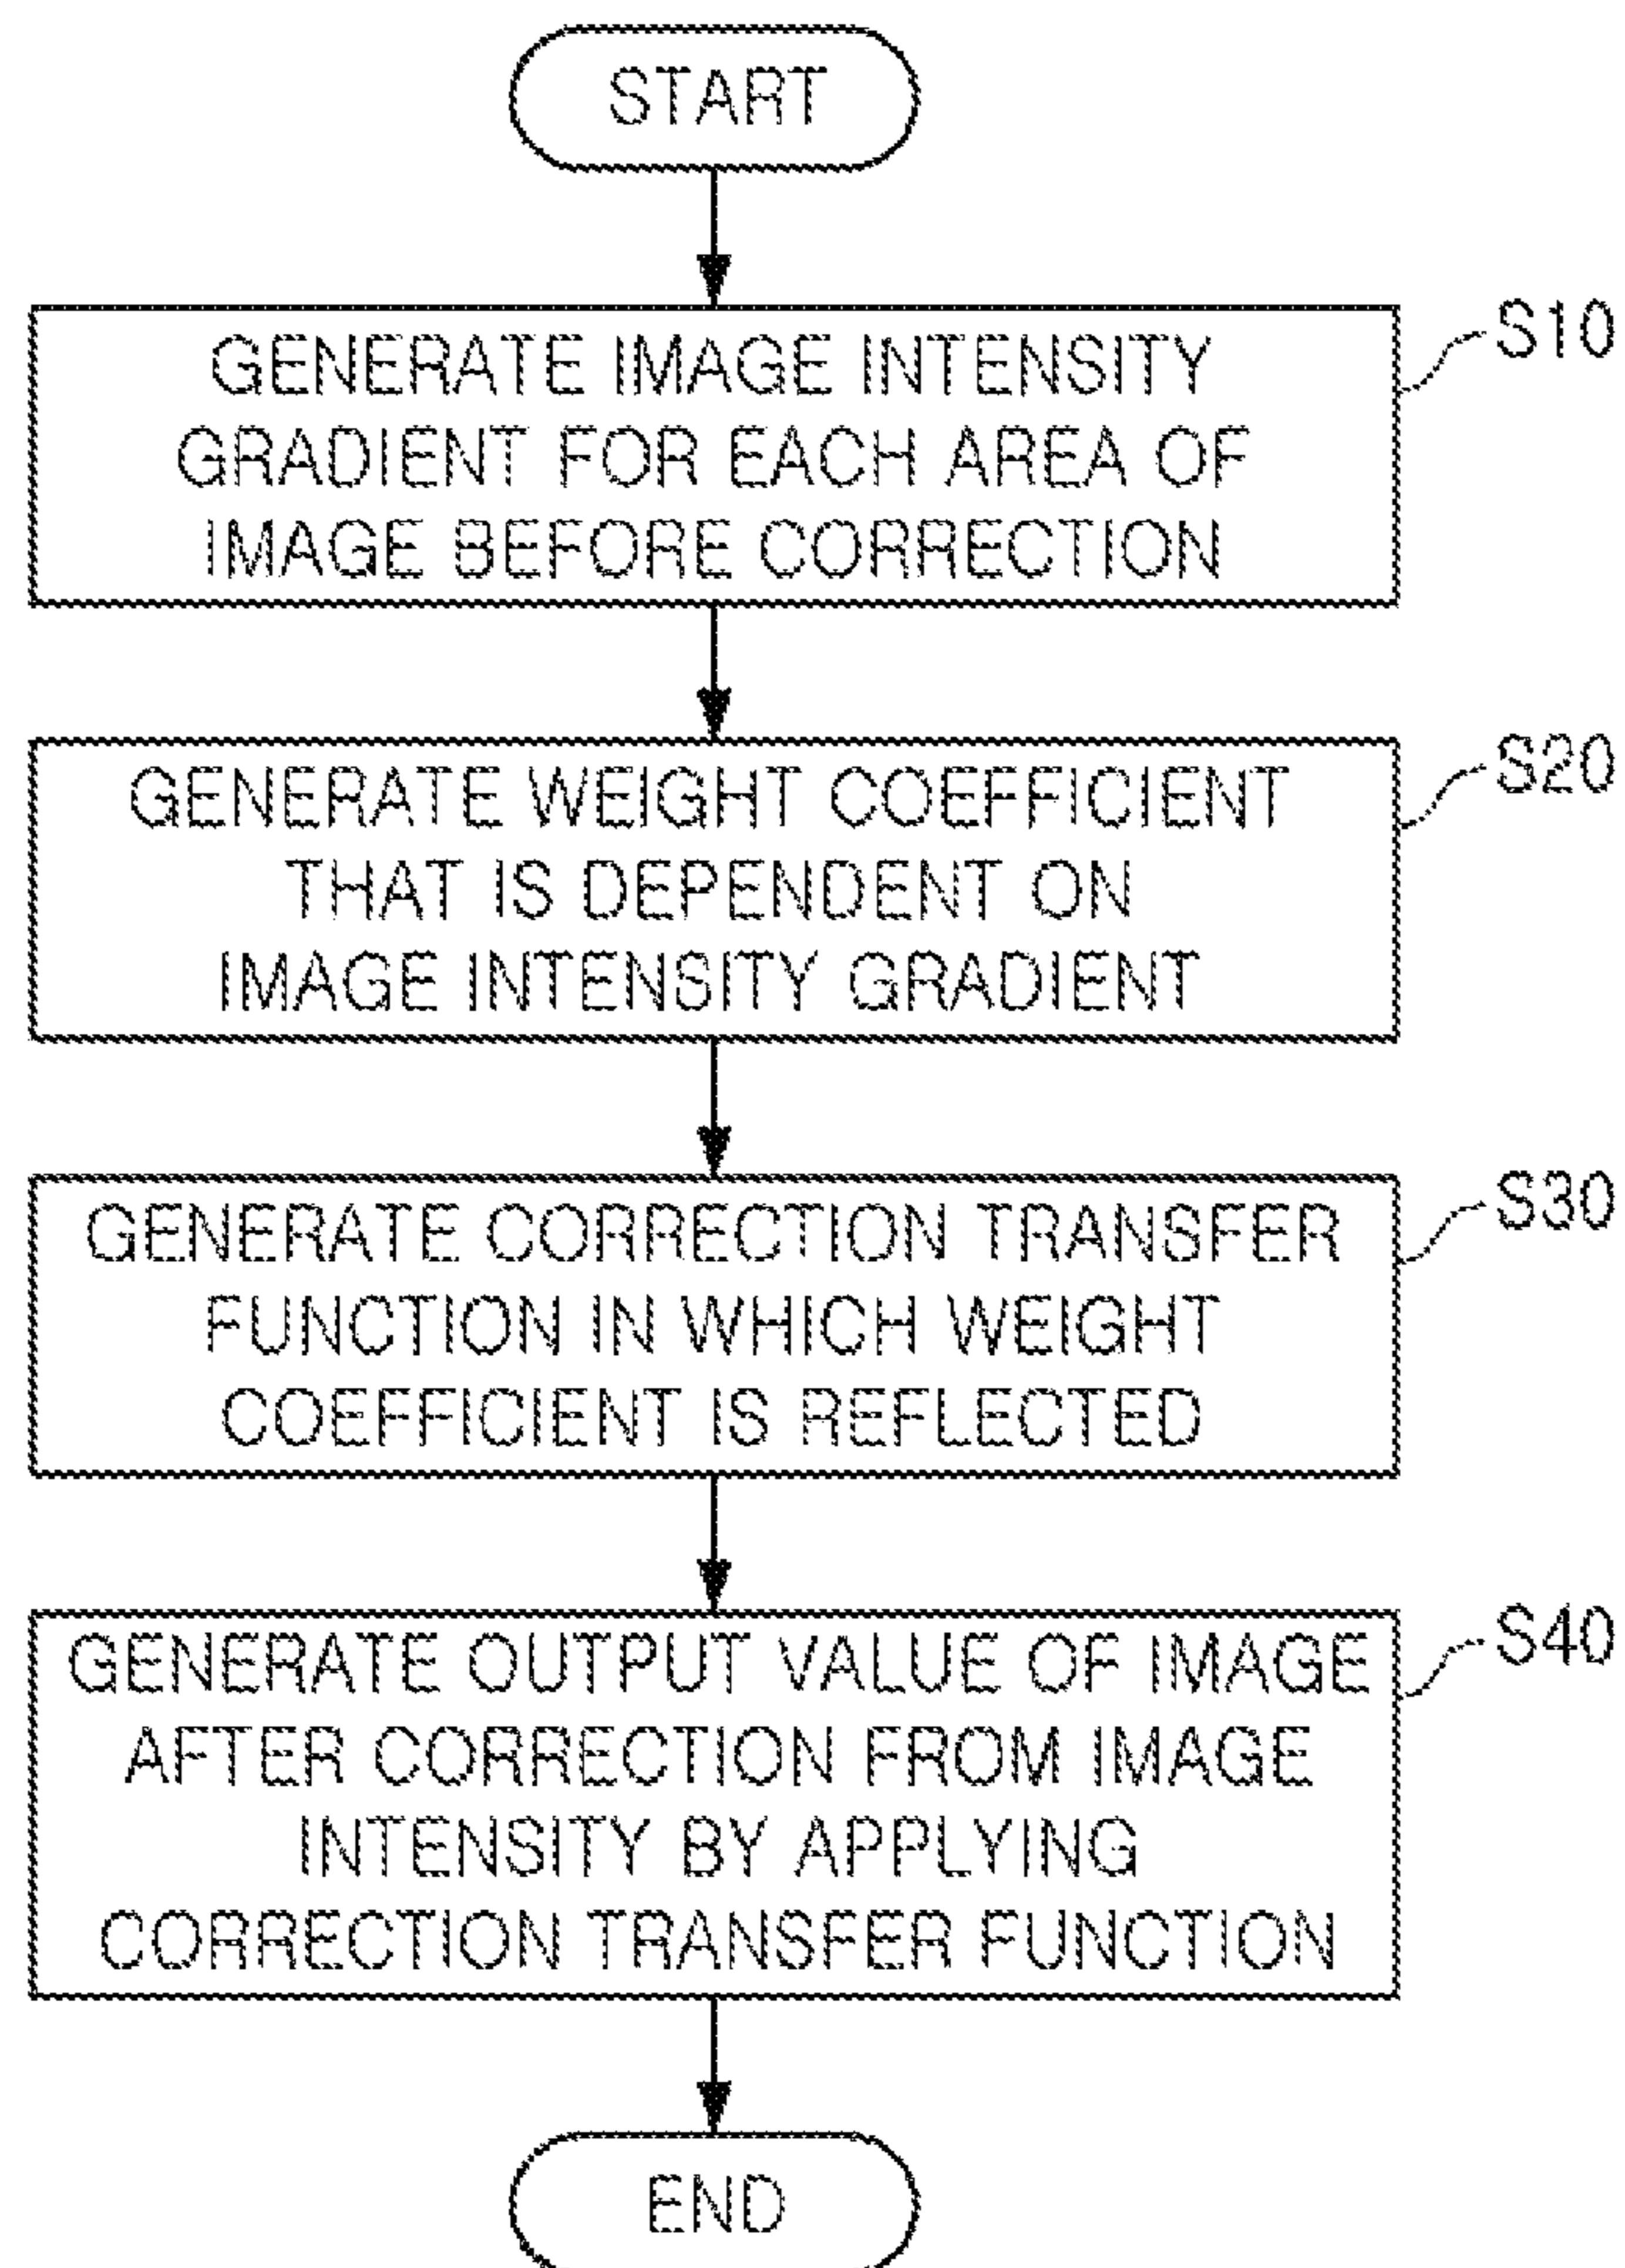 START
GENERATE IMAGE INTENSITY
GRADIENT FOR EACH AREA OF
IMAGE BEFORE CORRECTION
S10
GENERATE WEIGHT COEFFICIENT
THAT IS DEPENDENT ON
IMAGE INTENSITY GRADIENT
S20
GENERATE CORRECTION TRANSFER
FUNCTION IN WHICH WEIGHT
COEFFICIENT IS REFLECTED
S30
GENERATE OUTPUT VALUE OF IMAGE
AFTER CORRECTION FROM IMAGE
INTENSITY BY APPLYING
CORRECTION TRANSFER FUNCTION
S40
END